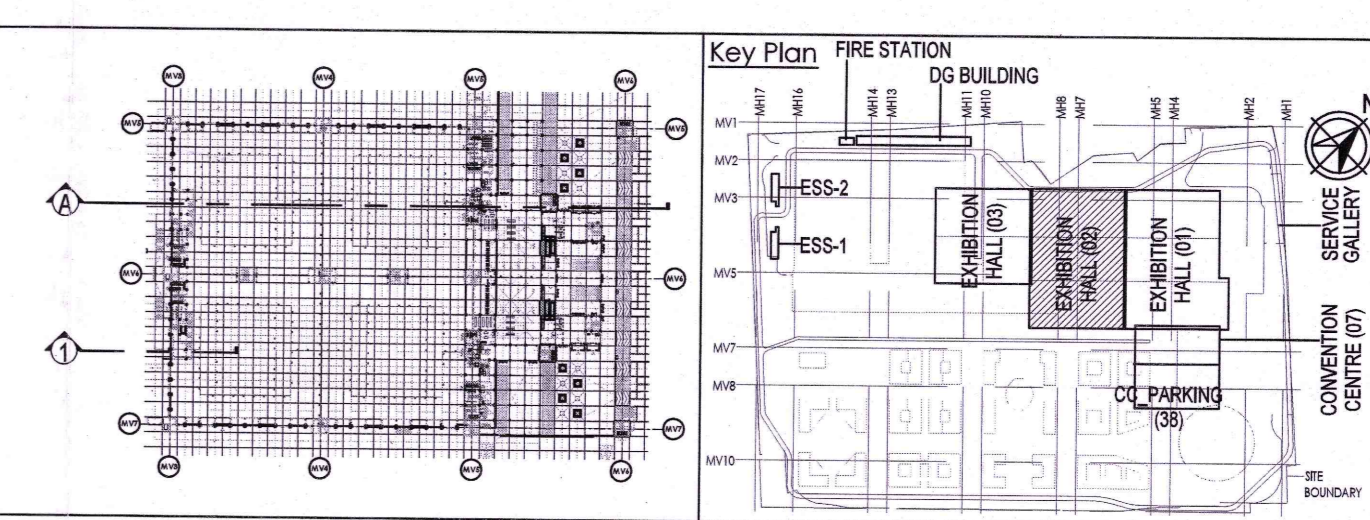 MV3 MV4 MV5 MV6
MV5 MV5
A
MV6 MV6
1
MV7 MV7
MV3 MV4 MV5 MV6
Key Plan
FIRE STATION
DG BUILDING
MH17 MH16 MH14 MH13 MH11 MH10 MH8 MH7 MH5 MH4 MH2 MH1
N
MV1
MV2
MV3
MV5
MV7
MV8
MV10
ESS-2
ESS-1
EXHIBITION
HALL (03)
EXHIBITION
HALL (02)
EXHIBITION
HALL (01)
SERVICE
GALLERY
CONVENTION
CENTRE (07)
CC_PARKING
(38)
SITE
BOUNDARY